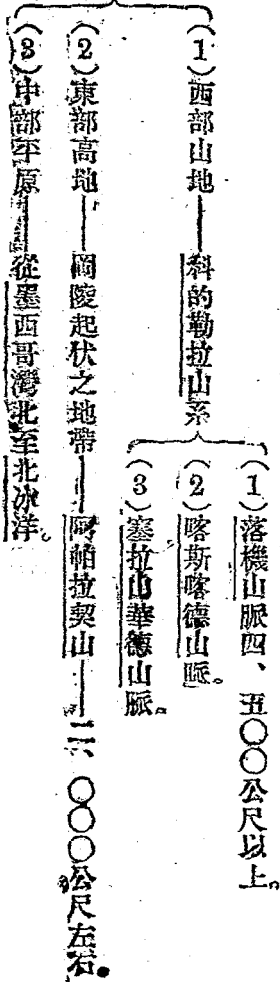 (1)西部山地——科的勒拉山系
(1)落機山脈四、五〇〇公尺以上。
(2)喀斯喀德山脈。
(3)塞拉山華德山脈。
(2)東部高地——岡陵起伏之地帶——阿帕拉契山——二、〇〇〇公尺左右。
(3)中部平原——從墨西哥灣北至北冰洋。